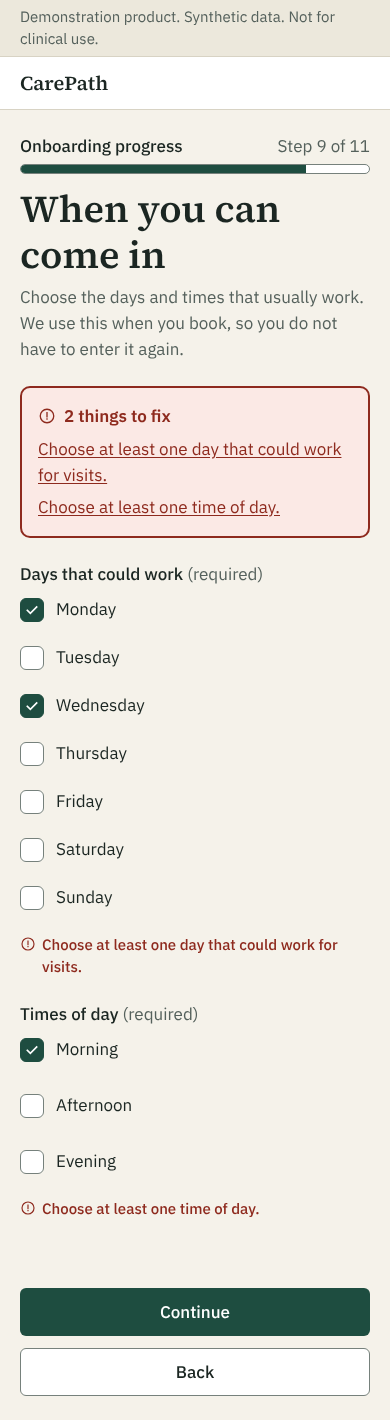 Demonstration product. Synthetic data. Not for
clinical use.
CarePath
Onboarding progress
Step 9 of 11
When you can
come in
Choose the days and times that usually work.
We use this when you book, so you do not
have to enter it again.
2 things to fix
Choose at least one day that could work
for visits.
Choose at least one time of day.
Days that could work (required)
Monday
Tuesday
Wednesday
Thursday
Friday
Saturday
Sunday
Choose at least one day that could work for
visits.
Times of day (required)
Morning
Afternoon
Evening
Choose at least one time of day.
Continue
Back